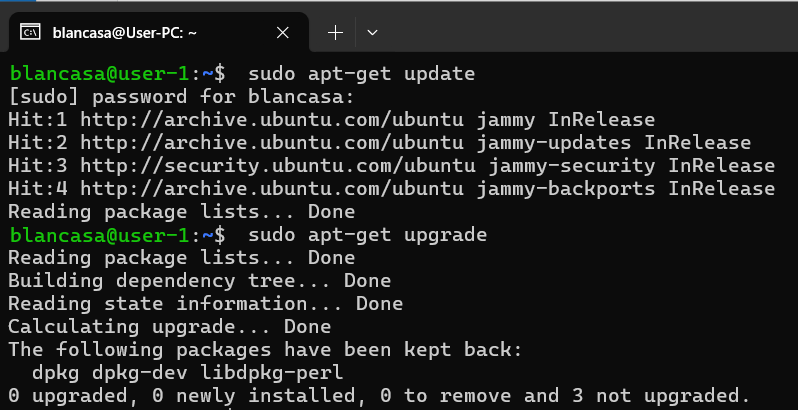 blancasa@User-PC: ~
blancasa@user-1:~$  sudo apt-get update
[sudo] password for blancasa:
Hit:1 http://archive.ubuntu.com/ubuntu jammy InRelease
Hit:2 http://archive.ubuntu.com/ubuntu jammy-updates InRelease
Hit:3 http://security.ubuntu.com/ubuntu jammy-security InRelease
Hit:4 http://archive.ubuntu.com/ubuntu jammy-backports InRelease
Reading package lists... Done
blancasa@user-1:~$  sudo apt-get upgrade
Reading package lists... Done
Building dependency tree... Done
Reading state information... Done
Calculating upgrade... Done
The following packages have been kept back:
  dpkg dpkg-dev libdpkg-perl
0 upgraded, 0 newly installed, 0 to remove and 3 not upgraded.